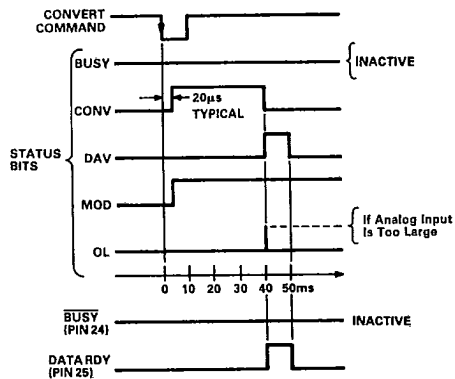 CONVERT
COMMAND
BUSY
INACTIVE
20μs
TYPICAL
CONV
STATUS
BITS
DAV
MOD
If Analog Input
Is Too Large
OL
0 10 20 30 40 50ms
BUSY
(PIN 24)
INACTIVE
DATA RDY
(PIN 25)